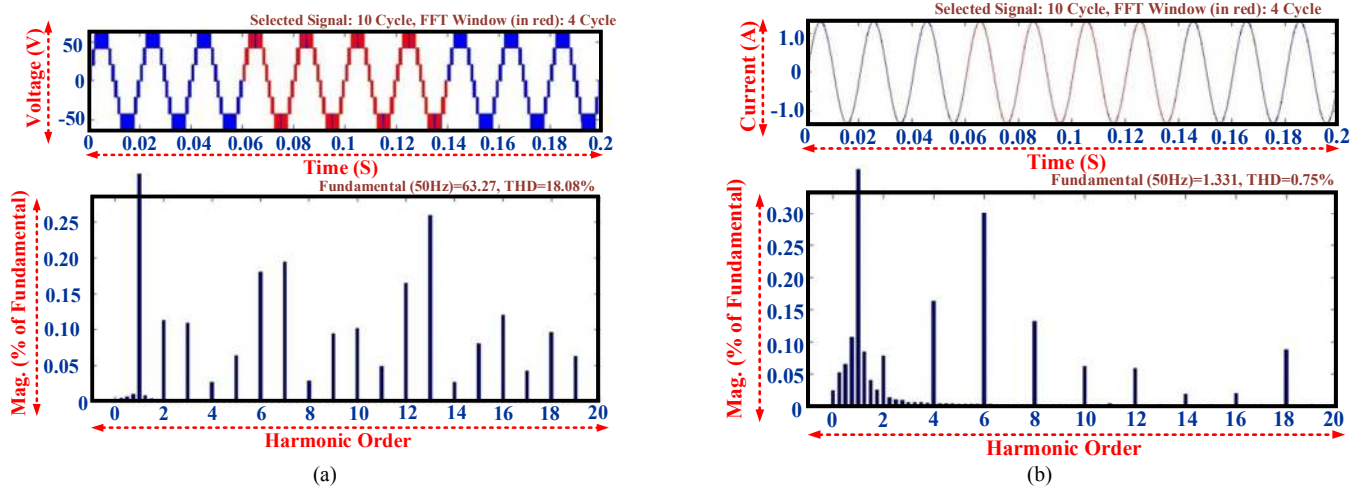 Selected Signal: 10 Cycle, FFT Window (in red): 4 Cycle
Voltage (V)
50
0
-50
0 0.02 0.04 0.06 0.08 0.1 0.12 0.14 0.16 0.18 0.2
Time (S)
Fundamental (50Hz)=63.27, THD=18.08%
Mag. (% of Fundamental)
0.25
0.20
0.15
0.10
0.05
0
0 2 4 6 8 10 12 14 16 18 20
Harmonic Order
(a)
Selected Signal: 10 Cycle, FFT Window (in red): 4 Cycle
Current (A)
1.0
0
-1.0
0 0.02 0.04 0.06 0.08 0.1 0.12 0.14 0.16 0.18 0.2
Time (S)
Fundamental (50Hz)=1.331, THD=0.75%
Mag. (% of Fundamental)
0.30
0.25
0.20
0.15
0.10
0.05
0
0 2 4 6 8 10 12 14 16 18 20
Harmonic Order
(b)